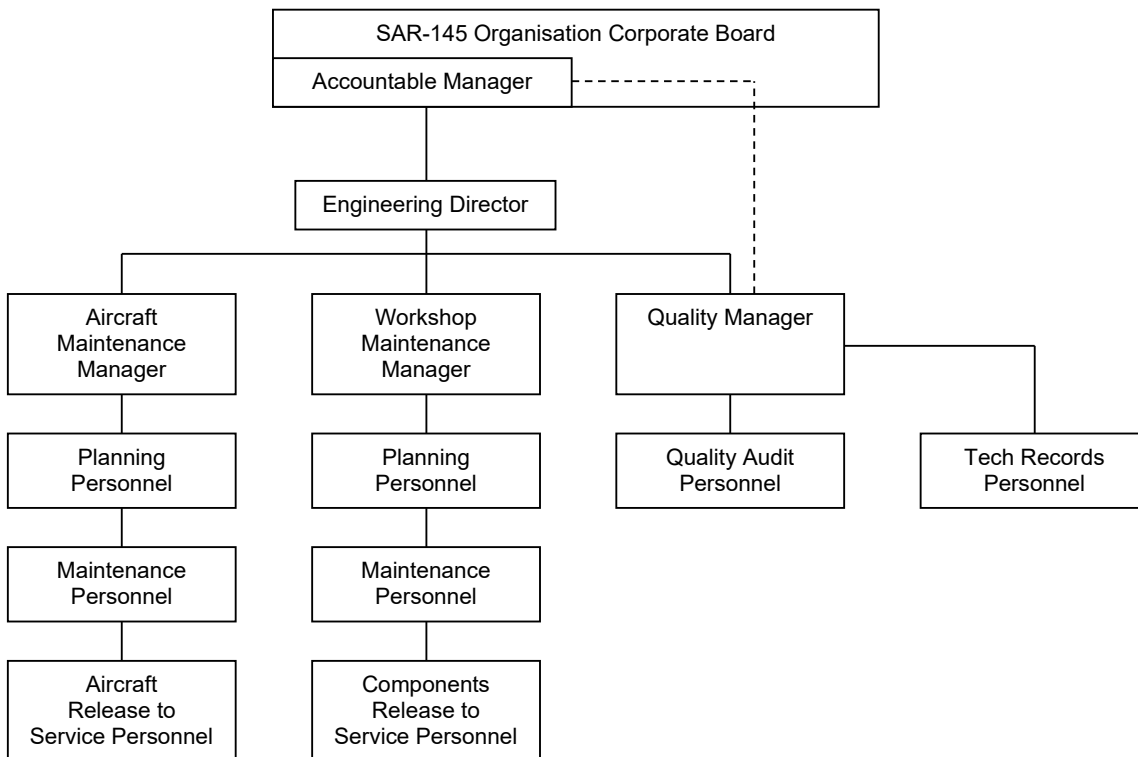 SAR-145 Organisation Corporate Board
Accountable Manager
Engineering Director
Aircraft
Maintenance
Manager
Workshop
Maintenance
Manager
Quality Manager
Planning
Personnel
Planning
Personnel
Quality Audit
Personnel
Tech Records
Personnel
Maintenance
Personnel
Maintenance
Personnel
Aircraft
Release to
Service Personnel
Components
Release to
Service Personnel